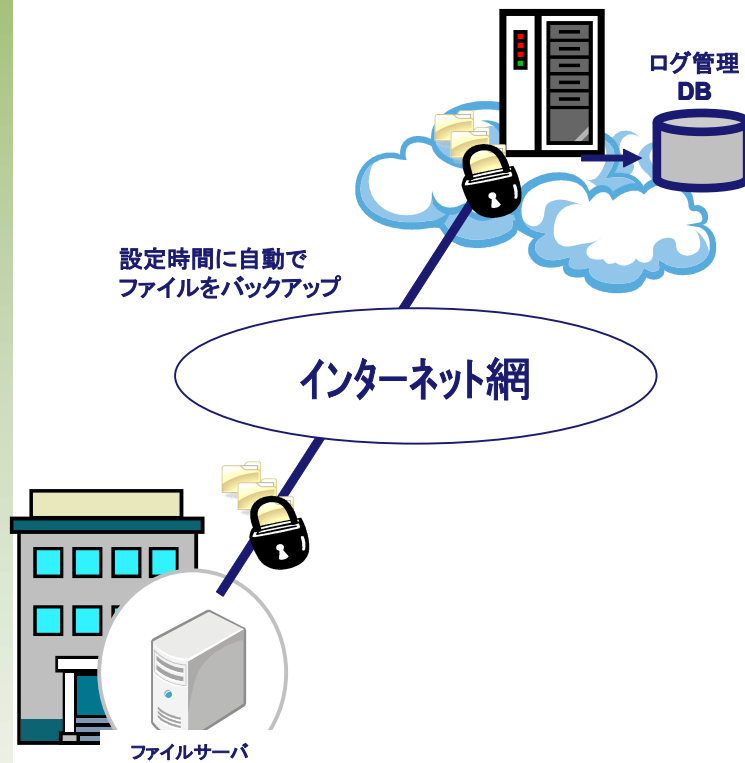 ログ管理
DB
設定時間に自動で
ファイルをバックアップ
インターネット網
ファイルサーバ